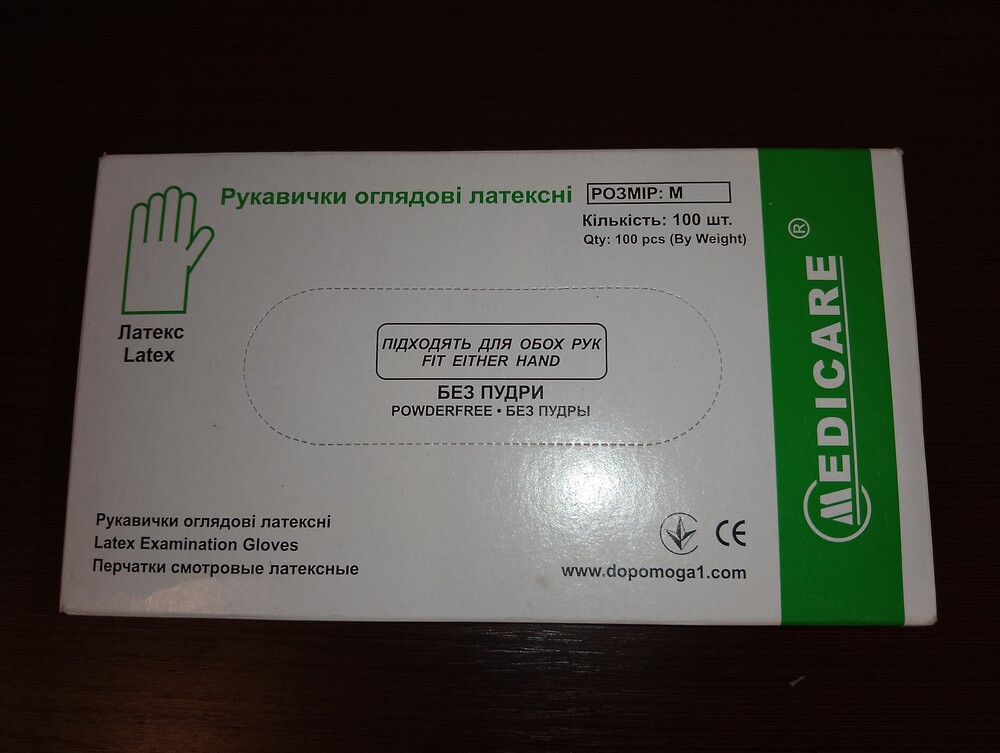 Рукавички оглядові латексні
РОЗМІР: M
Кількість: 100 шт.
Qty: 100 pcs (By Weight)
Латекс
Latex
ПІДХОДЯТЬ ДЛЯ ОБОХ РУК
FIT EITHER HAND
БЕЗ ПУДРИ
POWDERFREE • БЕЗ ПУДРЫ
Рукавички оглядові латексні
Latex Examination Gloves
Перчатки смотровые латексные
CE
www.dopomoga1.com
MEDICARE ®